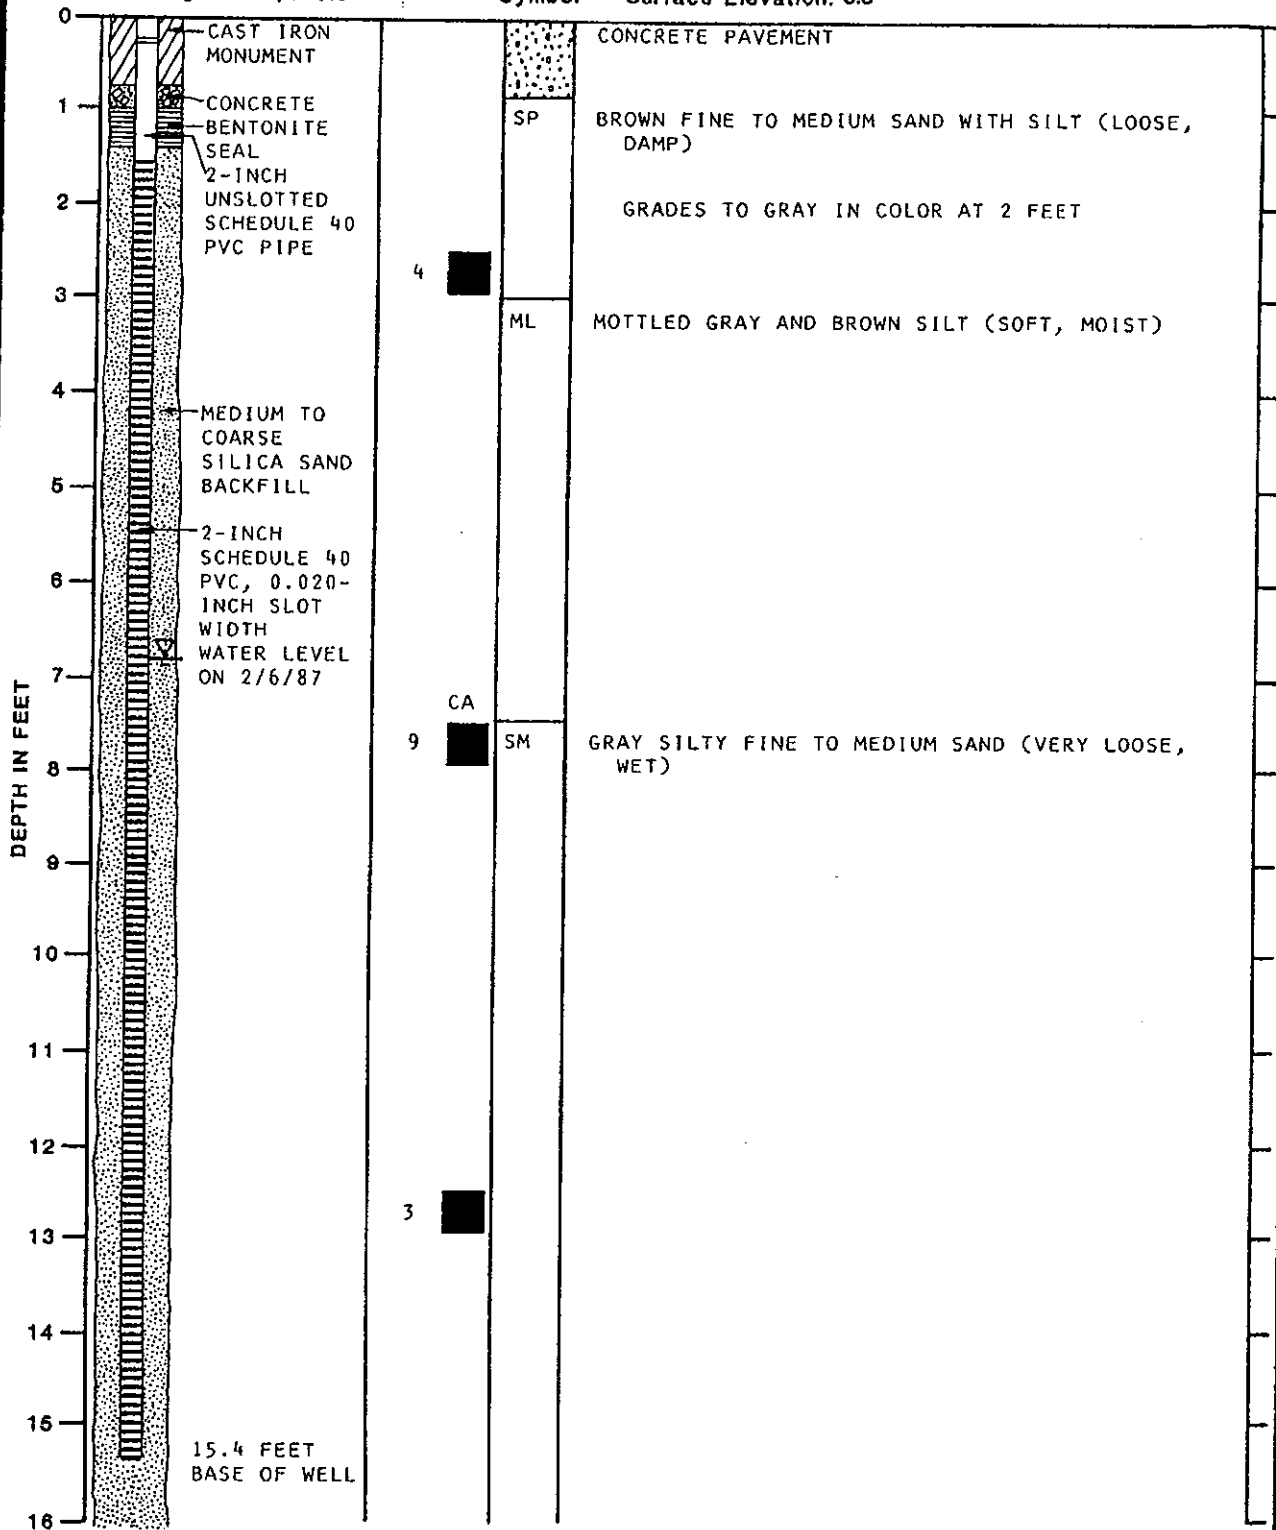 0
CAST IRON
MONUMENT
CONCRETE
BENTONITE
SEAL
2-INCH
UNSLOTTED
SCHEDULE 40
PVC PIPE
MEDIUM TO
COARSE
SILICA SAND
BACKFILL
2-INCH
SCHEDULE 40
PVC, 0.020-
INCH SLOT
WIDTH
WATER LEVEL
ON 2/6/87
15.4 FEET
BASE OF WELL
1
2
3
4
5
6
7
8
9
10
11
12
13
14
15
16
DEPTH IN FEET
4
CA
9
3
SP
ML
SM
CONCRETE PAVEMENT
BROWN FINE TO MEDIUM SAND WITH SILT (LOOSE,
DAMP)
GRADES TO GRAY IN COLOR AT 2 FEET
MOTTLED GRAY AND BROWN SILT (SOFT, MOIST)
GRAY SILTY FINE TO MEDIUM SAND (VERY LOOSE,
WET)